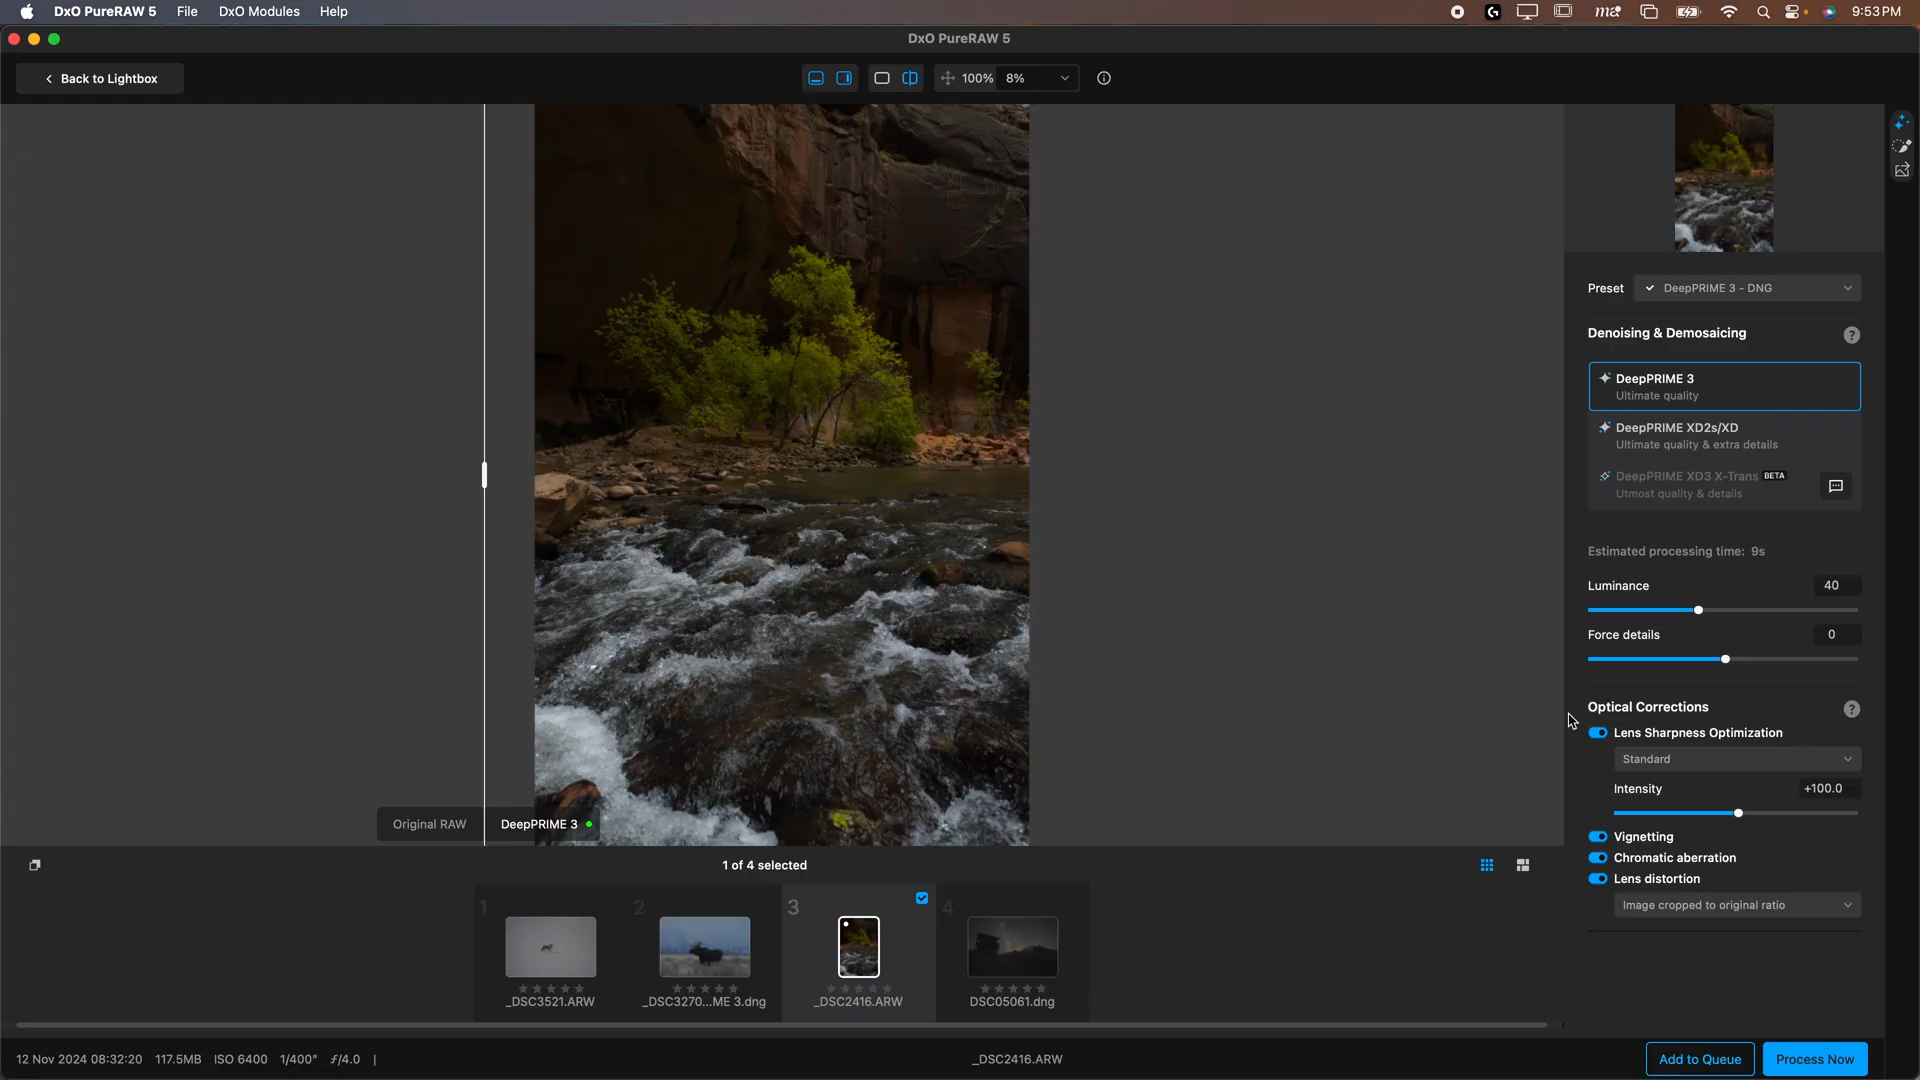 DxO PureRAW 5 File DxO Modules Help 9:53 PM
DxO PureRAW 5
Back to Lightbox 100% 8%
Preset DeepPRIME 3 - DNG
Denoising & Demosaicing ?
DeepPRIME 3
Ultimate quality
DeepPRIME XD2s/XD
Ultimate quality & extra details
DeepPRIME XD3 X-Trans BETA
Utmost quality & details
Estimated processing time: 9s
Luminance 40
Force details 0
Optical Corrections ?
Lens Sharpness Optimization
Standard
Intensity +100.0
Vignetting
Chromatic aberration
Lens distortion
Image cropped to original ratio
Original RAW DeepPRIME 3
1 of 4 selected
1 2 3 4
_DSC3521.ARW _DSC3270...ME 3.dng _DSC2416.ARW DSC05061.dng
12 Nov 2024 08:32:20 117.5MB ISO 6400 1/400" ƒ/4.0 | _DSC2416.ARW Add to Queue Process Now